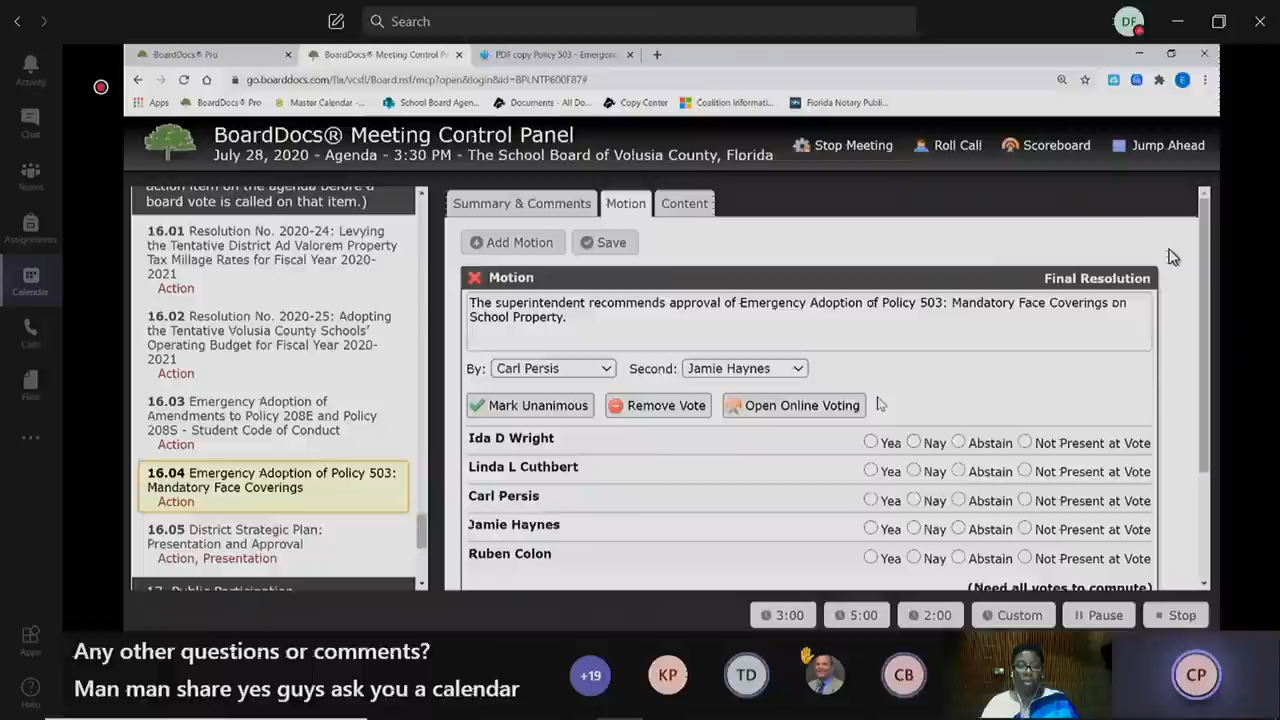 Search
DF
Activity
Chat
Teams
Assignments
Calendar
Calls
Files
Apps
Help
BoardDocs® Pro
BoardDocs® Meeting Control P
PDF copy Policy 503 - Emergen
Apps
BoardDocs® Pro
Master Calendar -...
School Board Agen...
Documents - All Do...
Copy Center
Coalition Informati...
Florida Notary Publi...
E
BoardDocs® Meeting Control Panel
July 28, 2020 - Agenda - 3:30 PM - The School Board of Volusia County, Florida
Stop Meeting
Roll Call
Scoreboard
Jump Ahead
action item on the agenda before a
board vote is called on that item.)
16.01 Resolution No. 2020-24: Levying
the Tentative District Ad Valorem Property
Tax Millage Rates for Fiscal Year 2020-
2021
Action
16.02 Resolution No. 2020-25: Adopting
the Tentative Volusia County Schools'
Operating Budget for Fiscal Year 2020-
2021
Action
16.03 Emergency Adoption of
Amendments to Policy 208E and Policy
208S - Student Code of Conduct
Action
16.04 Emergency Adoption of Policy 503:
Mandatory Face Coverings
Action
16.05 District Strategic Plan:
Presentation and Approval
Action, Presentation
17. Public Participation
Summary & Comments
Motion
Content
Add Motion
Save
Motion
Final Resolution
The superintendent recommends approval of Emergency Adoption of Policy 503: Mandatory Face Coverings on
School Property.
By: Carl Persis Second: Jamie Haynes
Mark Unanimous
Remove Vote
Open Online Voting
Ida D Wright Yea Nay Abstain Not Present at Vote
Linda L Cuthbert Yea Nay Abstain Not Present at Vote
Carl Persis Yea Nay Abstain Not Present at Vote
Jamie Haynes Yea Nay Abstain Not Present at Vote
Ruben Colon Yea Nay Abstain Not Present at Vote
(Need all votes to compute)
3:00
5:00
2:00
Custom
Pause
Stop
Any other questions or comments?
Man man share yes guys ask you a calendar
+19
KP
TD
CB
CP